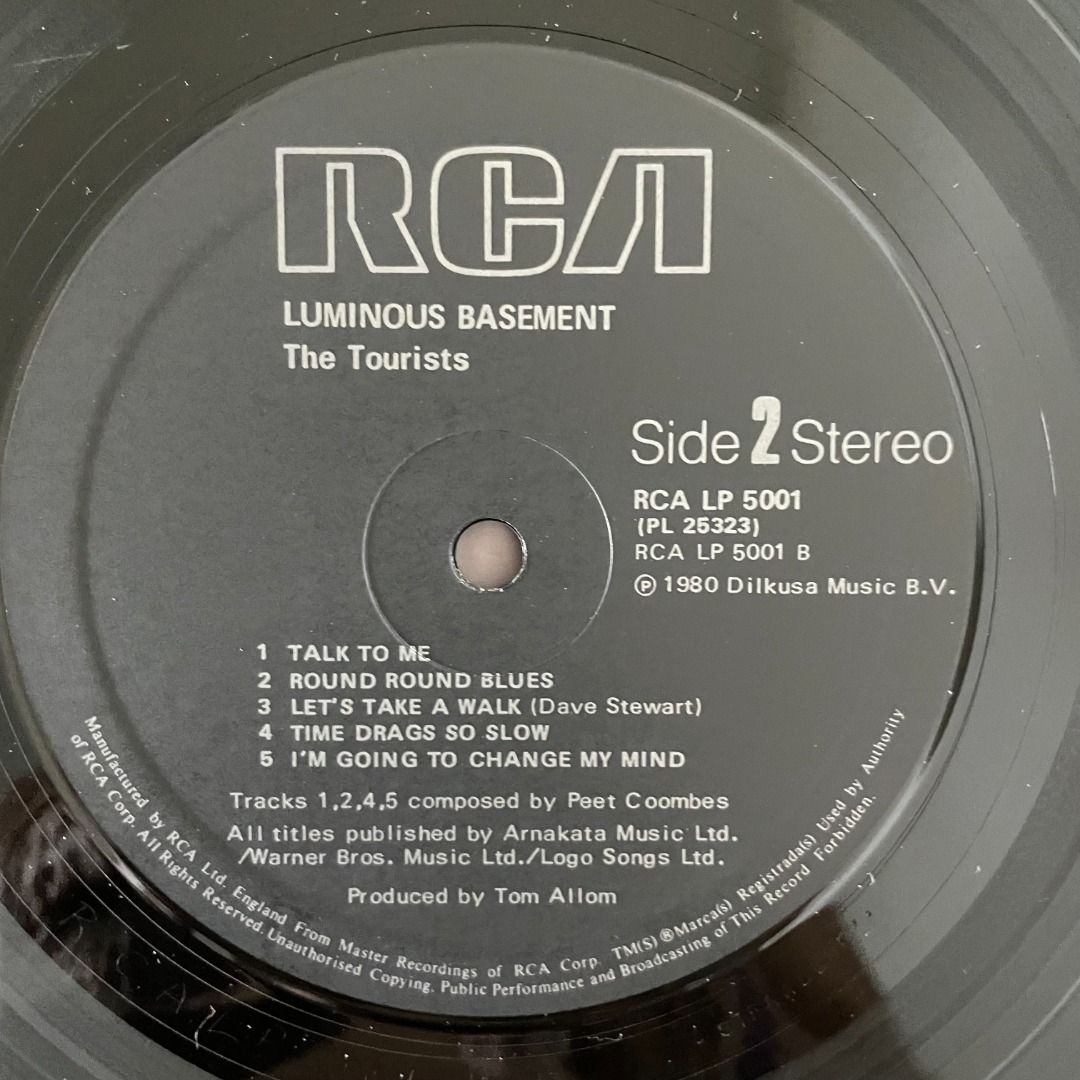 RCA
LUMINOUS BASEMENT
The Tourists
Side 2 Stereo
RCA LP 5001
(PL 25323)
RCA LP 5001 B
℗ 1980 Dilkusa Music B.V.
1 TALK TO ME
2 ROUND ROUND BLUES
3 LET'S TAKE A WALK (Dave Stewart)
4 TIME DRAGS SO SLOW
5 I'M GOING TO CHANGE MY MIND
Tracks 1,2,4,5 composed by Peet Coombes
All titles published by Arnakata Music Ltd.
/Warner Bros. Music Ltd./Logo Songs Ltd.
Produced by Tom Allom
Manufactured by RCA Ltd. England From Master Recordings of RCA Corp. TM(S) ® Marca(s) Registrada(s) Used by Authority
of RCA Corp. All Rights Reserved. Unauthorised Copying, Public Performance and Broadcasting of This Record Forbidden.